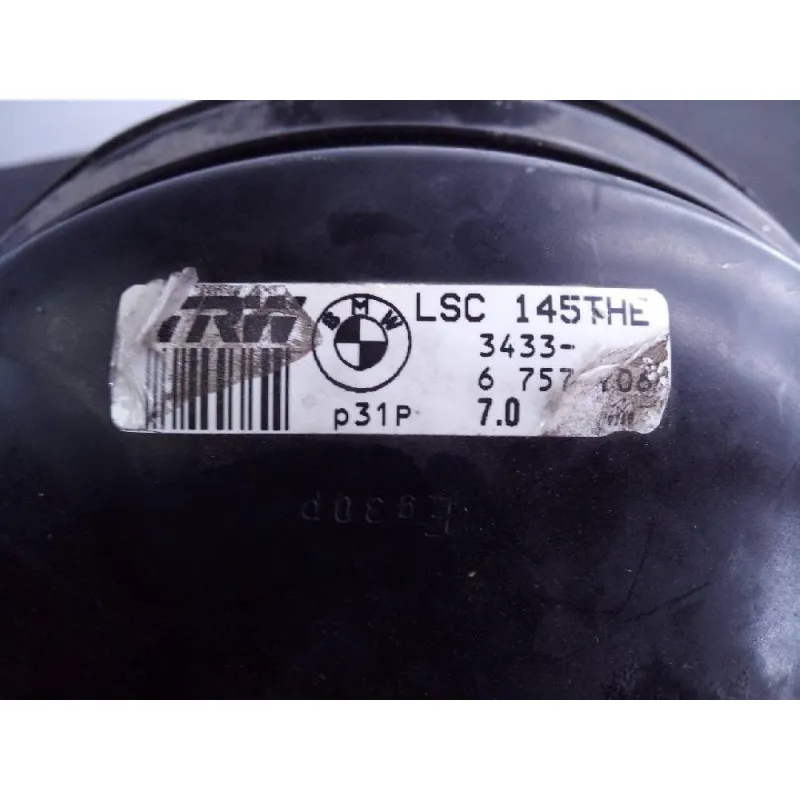 TRW
BMW
LSC 145THE
3433-
6 757
p31P
7.0